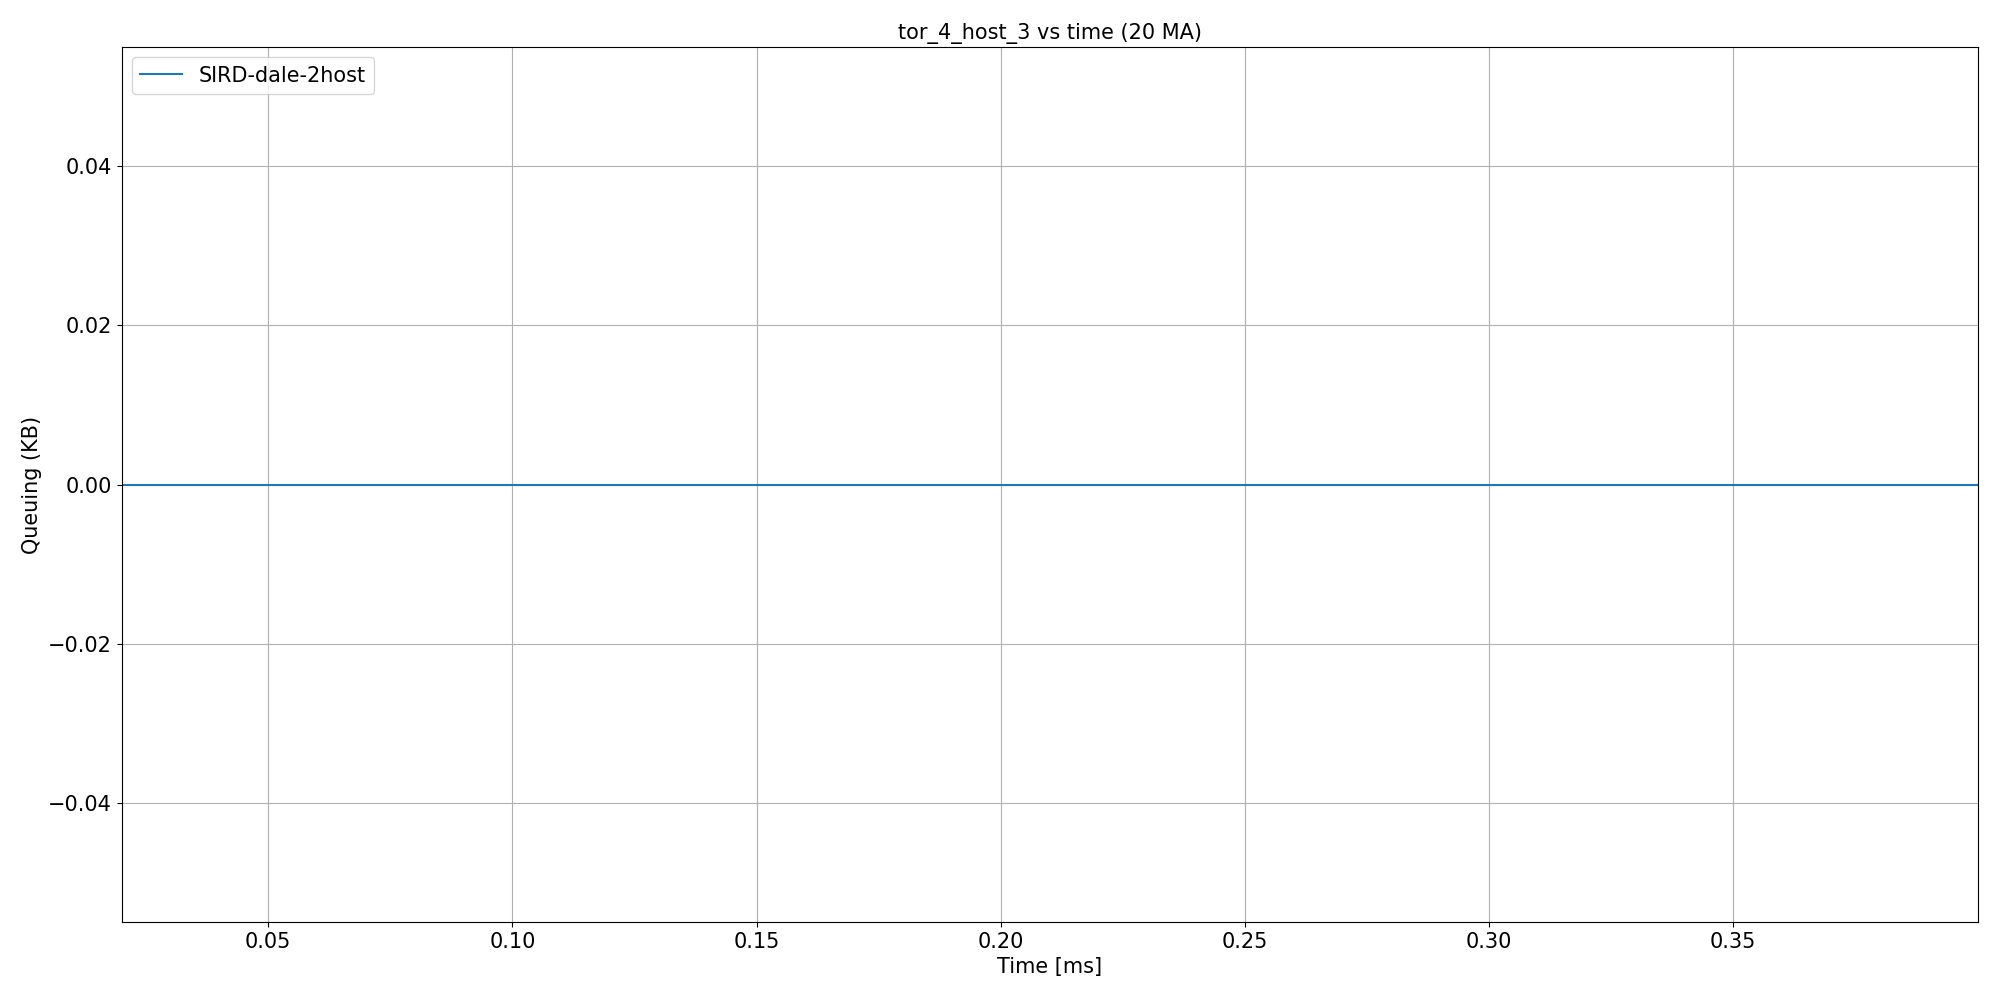 tor_4_host_3 vs time (20 MA)
SIRD-dale-2host
0.04
0.02
0.00
−0.02
−0.04
Queuing (KB)
0.05 0.10 0.15 0.20 0.25 0.30 0.35
Time [ms]